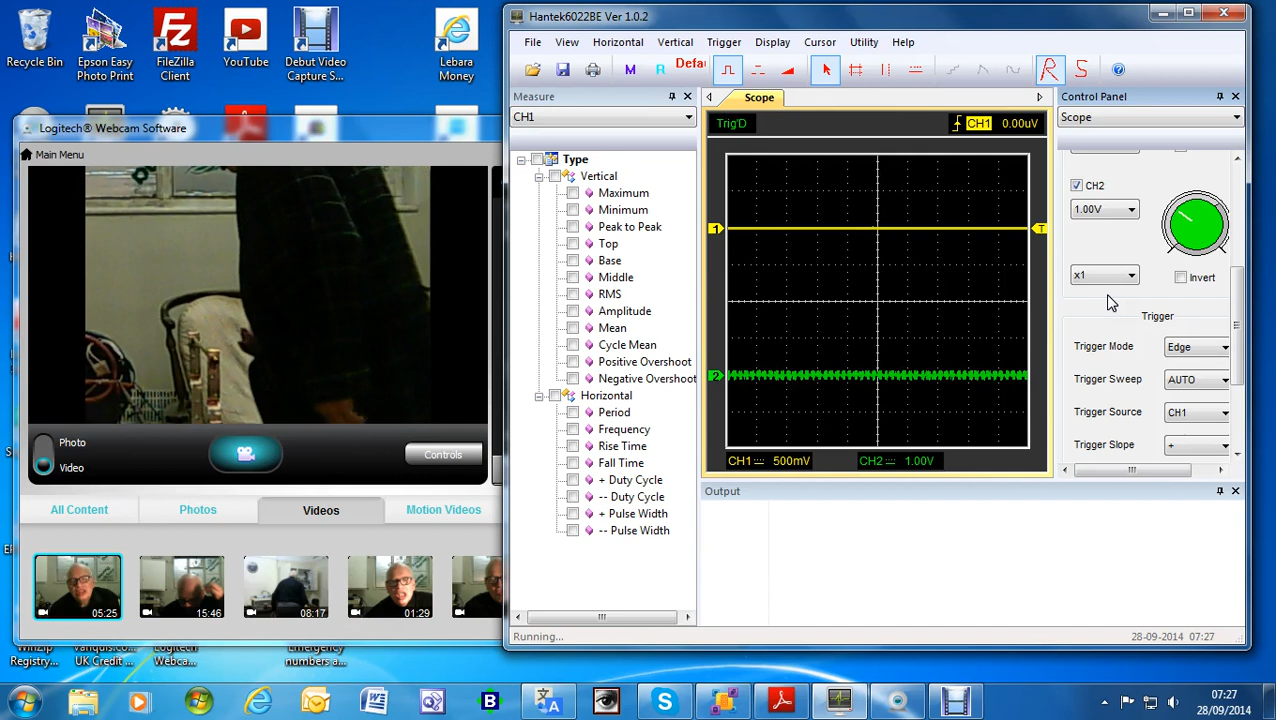 Recycle Bin
Epson Easy
Photo Print
FileZilla
Client
YouTube
Debut Video
Capture S...
Lebara
Money
Logitech® Webcam Software
Main Menu
Photo
Video
Controls
All Content
Photos
Videos
Motion Videos
05:25
15:46
08:17
01:29
WinZip
Registry...
Vanquis.co...
UK Credit ...
Logitech
Webca...
Emergency
numbers a...
Hantek6022BE Ver 1.0.2
File
View
Horizontal
Vertical
Trigger
Display
Cursor
Utility
Help
M
R
Defau
R
S
Measure
CH1
Type
Vertical
Maximum
Minimum
Peak to Peak
Top
Base
Middle
RMS
Amplitude
Mean
Cycle Mean
Positive Overshoot
Negative Overshoot
Horizontal
Period
Frequency
Rise Time
Fall Time
+ Duty Cycle
-- Duty Cycle
+ Pulse Width
-- Pulse Width
Scope
Trig'D
CH1 0.00uV
1
T
2
CH1 500mV
CH2 1.00V
Control Panel
Scope
CH2
1.00V
x1
Invert
Trigger
Trigger Mode Edge
Trigger Sweep AUTO
Trigger Source CH1
Trigger Slope +
Output
Running...
28-09-2014 07:27
07:27
28/09/2014